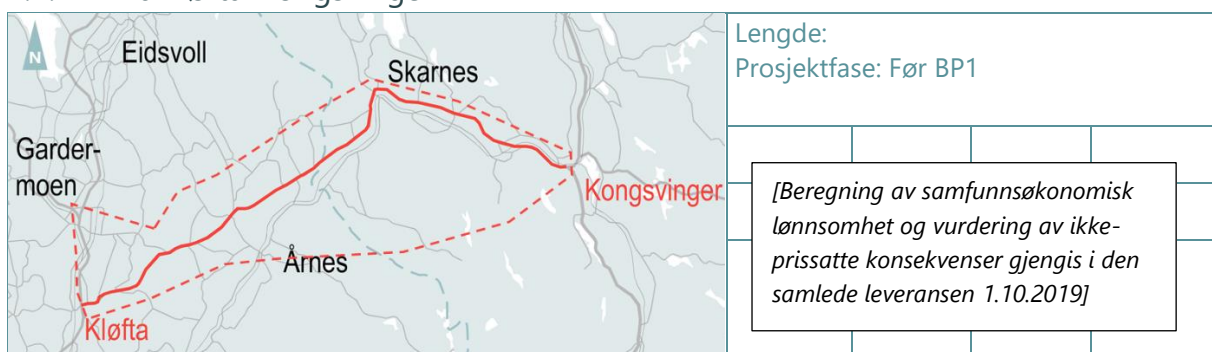 Eidsvoll
N
Skarnes
Garder-
moen
Kongsvinger
Årnes
Kløfta
Lengde:
Prosjektfase: Før BP1
[Beregning av samfunnsøkonomisk
lønnsomhet og vurdering av ikke-
prissatte konsekvenser gjengis i den
samlede leveransen 1.10.2019]